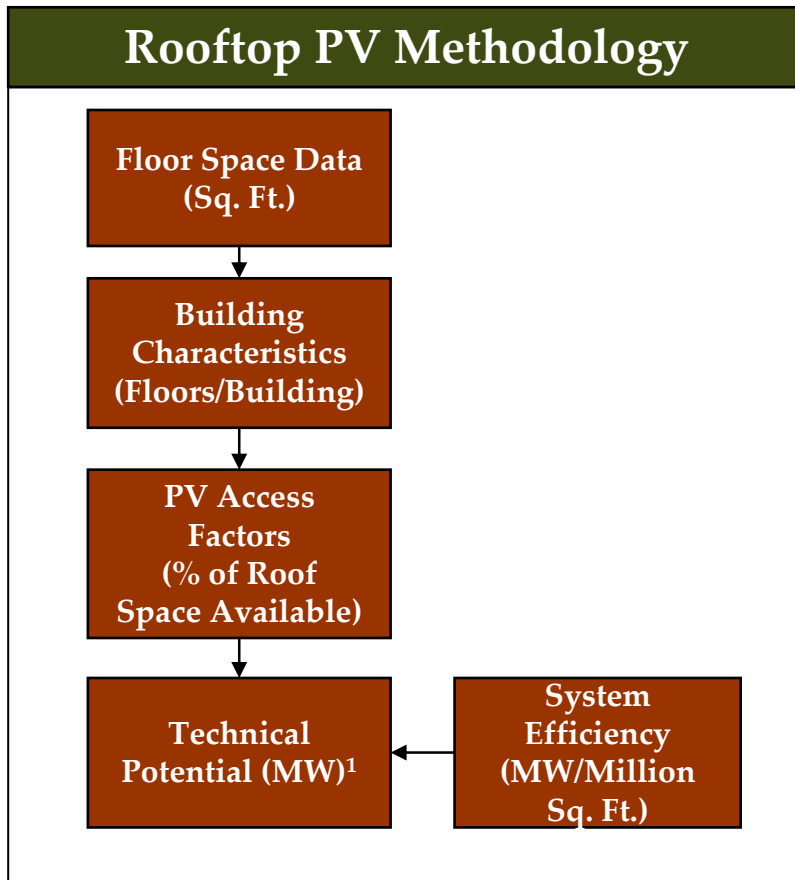 Rooftop PV Methodology
Floor Space Data
(Sq. Ft.)
Building
Characteristics
(Floors/Building)
PV Access
Factors
(% of Roof
Space Available)
Technical
Potential (MW)¹
System
Efficiency
(MW/Million
Sq. Ft.)